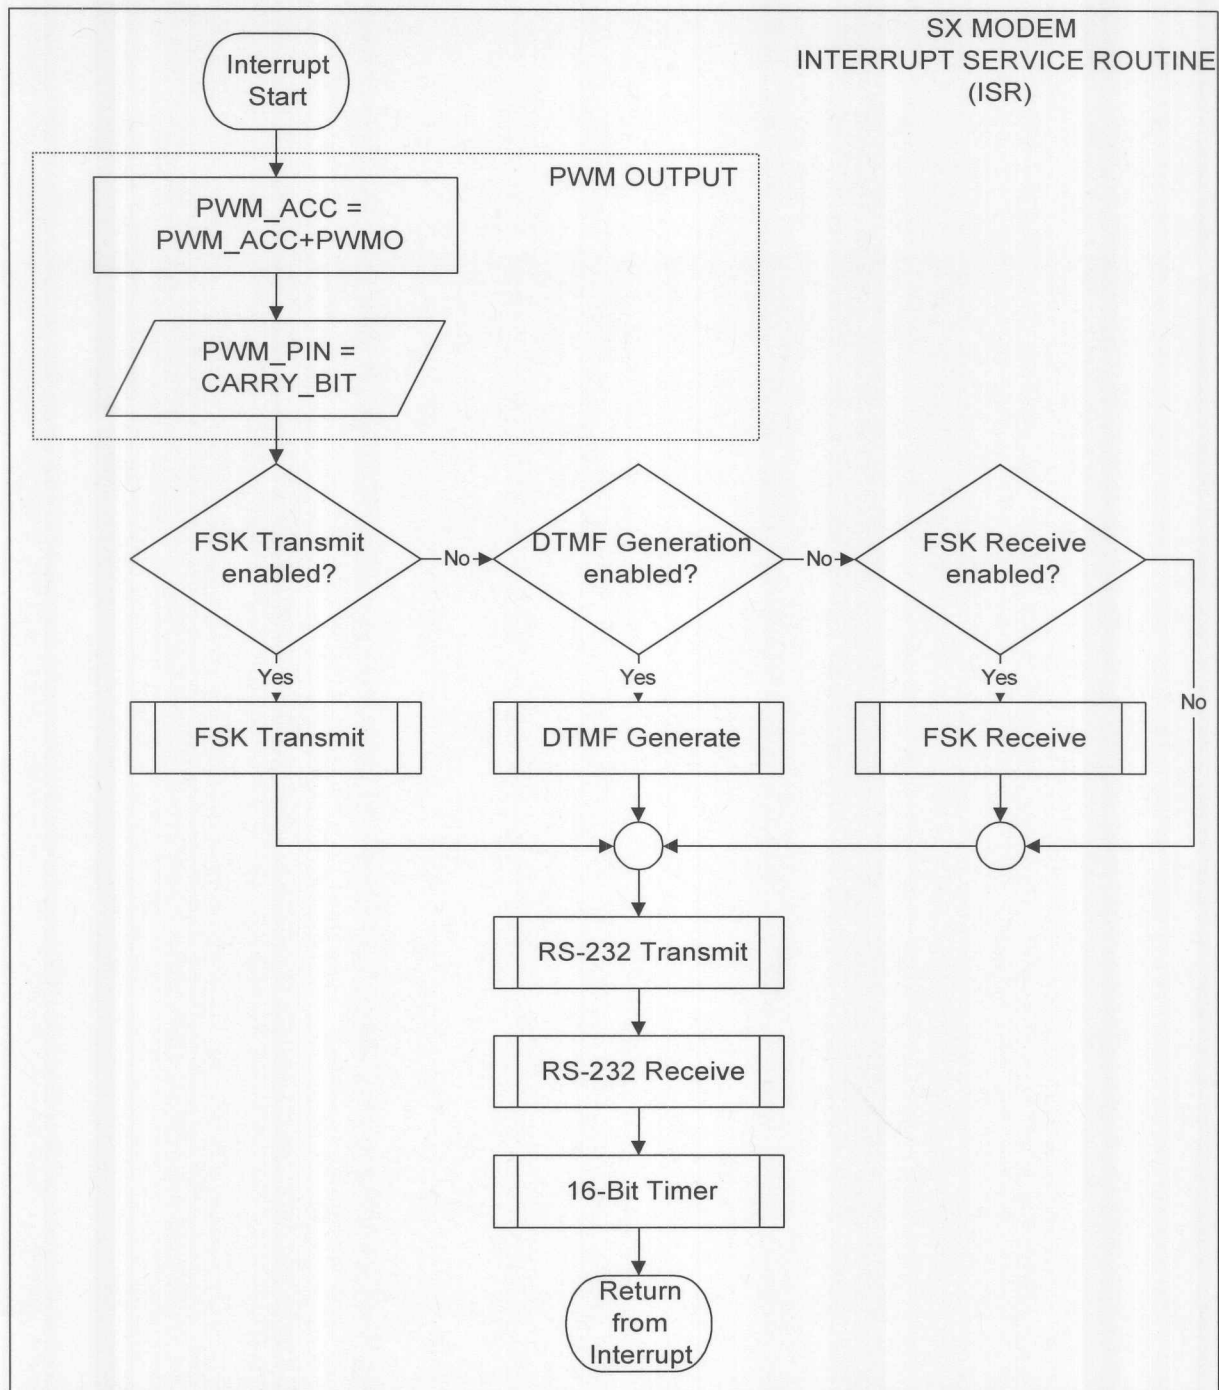 SX MODEM
INTERRUPT SERVICE ROUTINE
(ISR)
Interrupt
Start
PWM OUTPUT
PWM_ACC =
PWM_ACC+PWMO
PWM_PIN =
CARRY_BIT
FSK Transmit
enabled?
No
DTMF Generation
enabled?
No
FSK Receive
enabled?
Yes
Yes
Yes
No
FSK Transmit
DTMF Generate
FSK Receive
RS-232 Transmit
RS-232 Receive
16-Bit Timer
Return
from
Interrupt